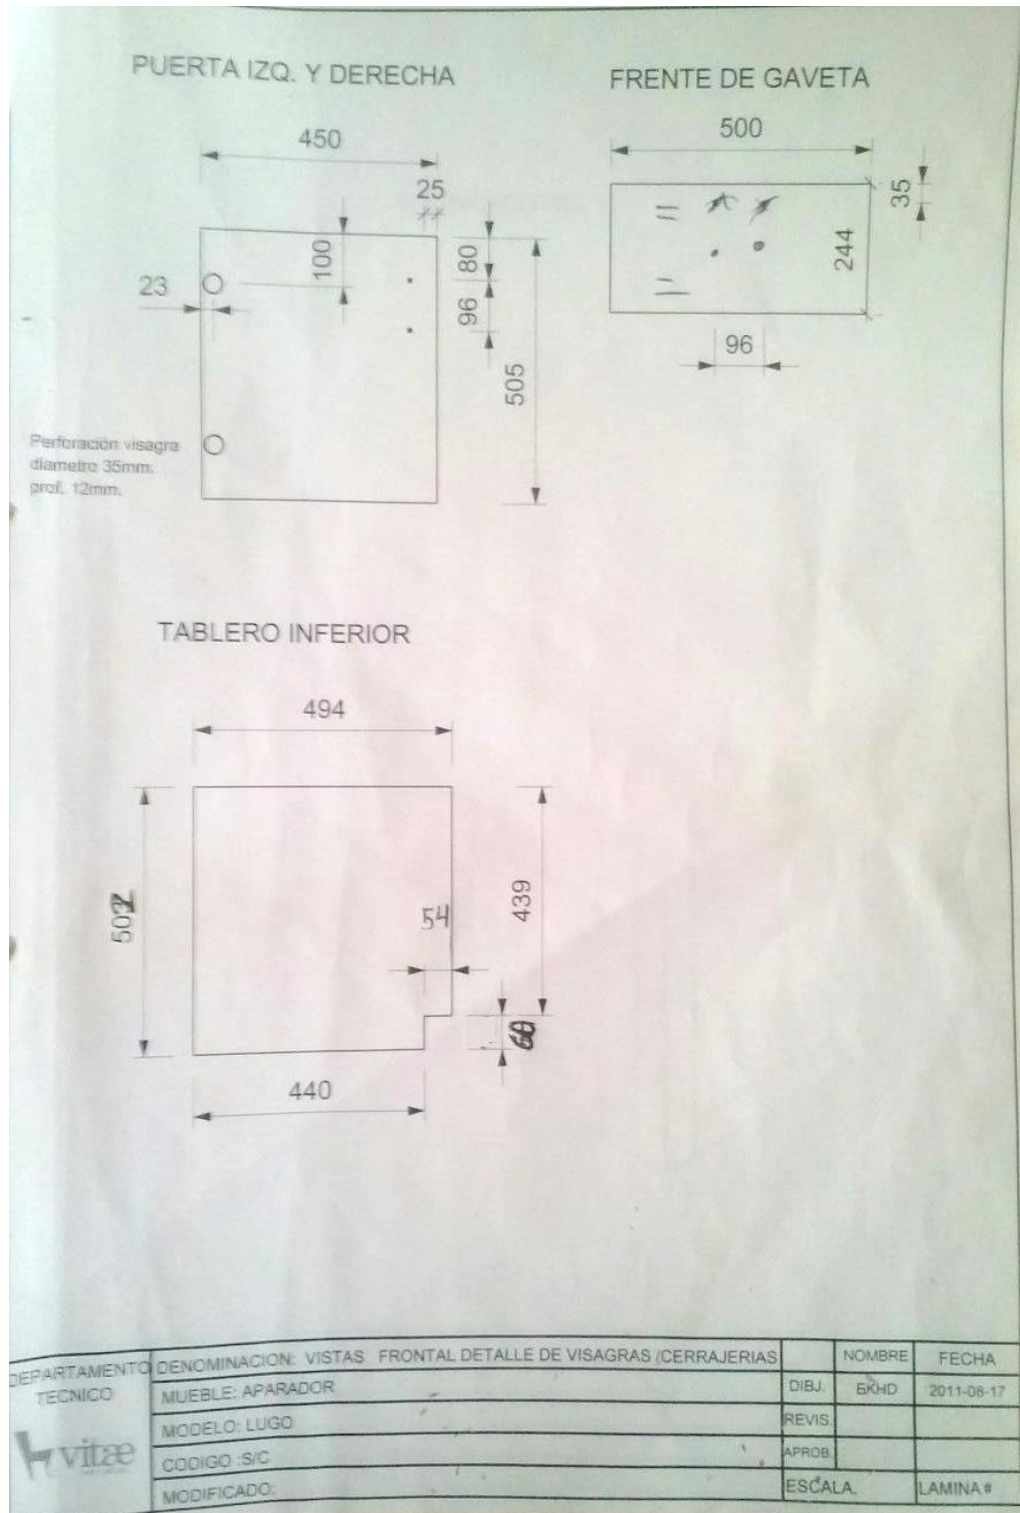 PUERTA IZQ. Y DERECHA
450
25
100
80
23
96
505
Perforación visagra
diametro 35mm.
prof. 12mm.
FRENTE DE GAVETA
500
35
244
96
TABLERO INFERIOR
494
54
439
440
DEPARTAMENTO
TECNICO
vitæ
DENOMINACION: VISTAS FRONTAL DETALLE DE VISAGRAS /CERRAJERIAS
MUEBLE: APARADOR
MODELO: LUGO
CODIGO :S/C
MODIFICADO:
NOMBRE FECHA
DIBJ. EKHD 2011-08-17
REVIS.
APROB.
ESCALA. LAMINA #